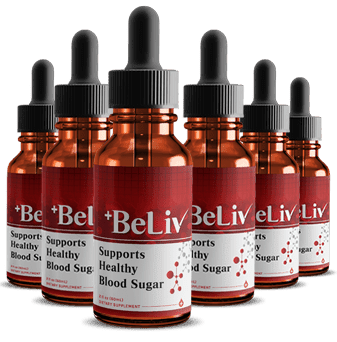 +BeLiv
Supports
Healthy
Blood Sugar
DIETARY SUPPLEMENT